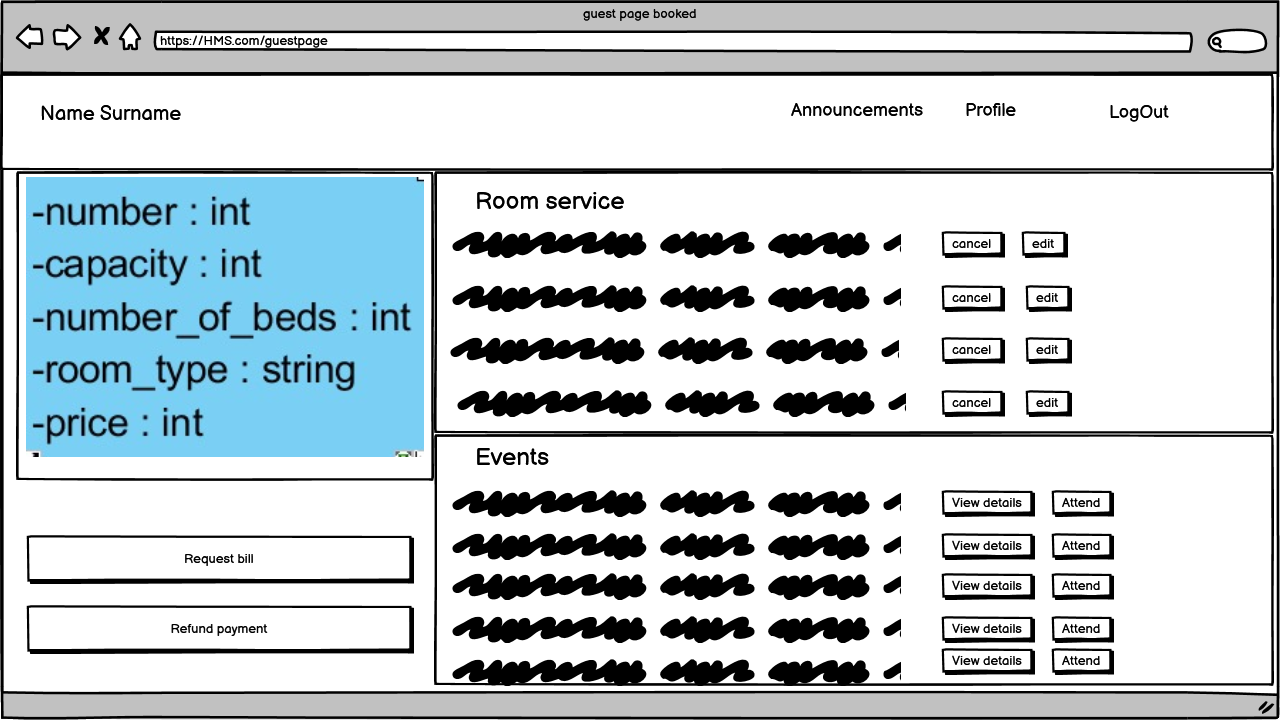 guest page booked
https://HMS.com/guestpage
Name Surname
Announcements
Profile
LogOut
-number : int
-capacity : int
-number_of_beds : int
-room_type : string
-price : int
Request bill
Refund payment
Room service
cancel edit
cancel edit
cancel edit
cancel edit
Events
View details Attend
View details Attend
View details Attend
View details Attend
View details Attend